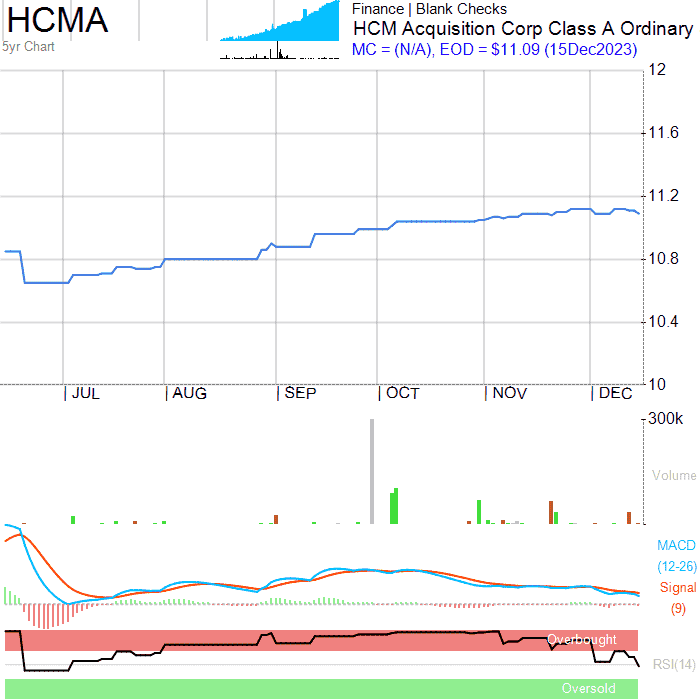 HCMA
5yr Chart
Finance | Blank Checks
HCM Acquisition Corp Class A Ordinary
MC = (N/A), EOD = $11.09 (15Dec2023)
12
11.6
11.2
10.8
10.4
10
JUL
AUG
SEP
OCT
NOV
DEC
300k
Volume
0
MACD
(12-26)
Signal
(9)
Overbought
RSI(14)
Oversold